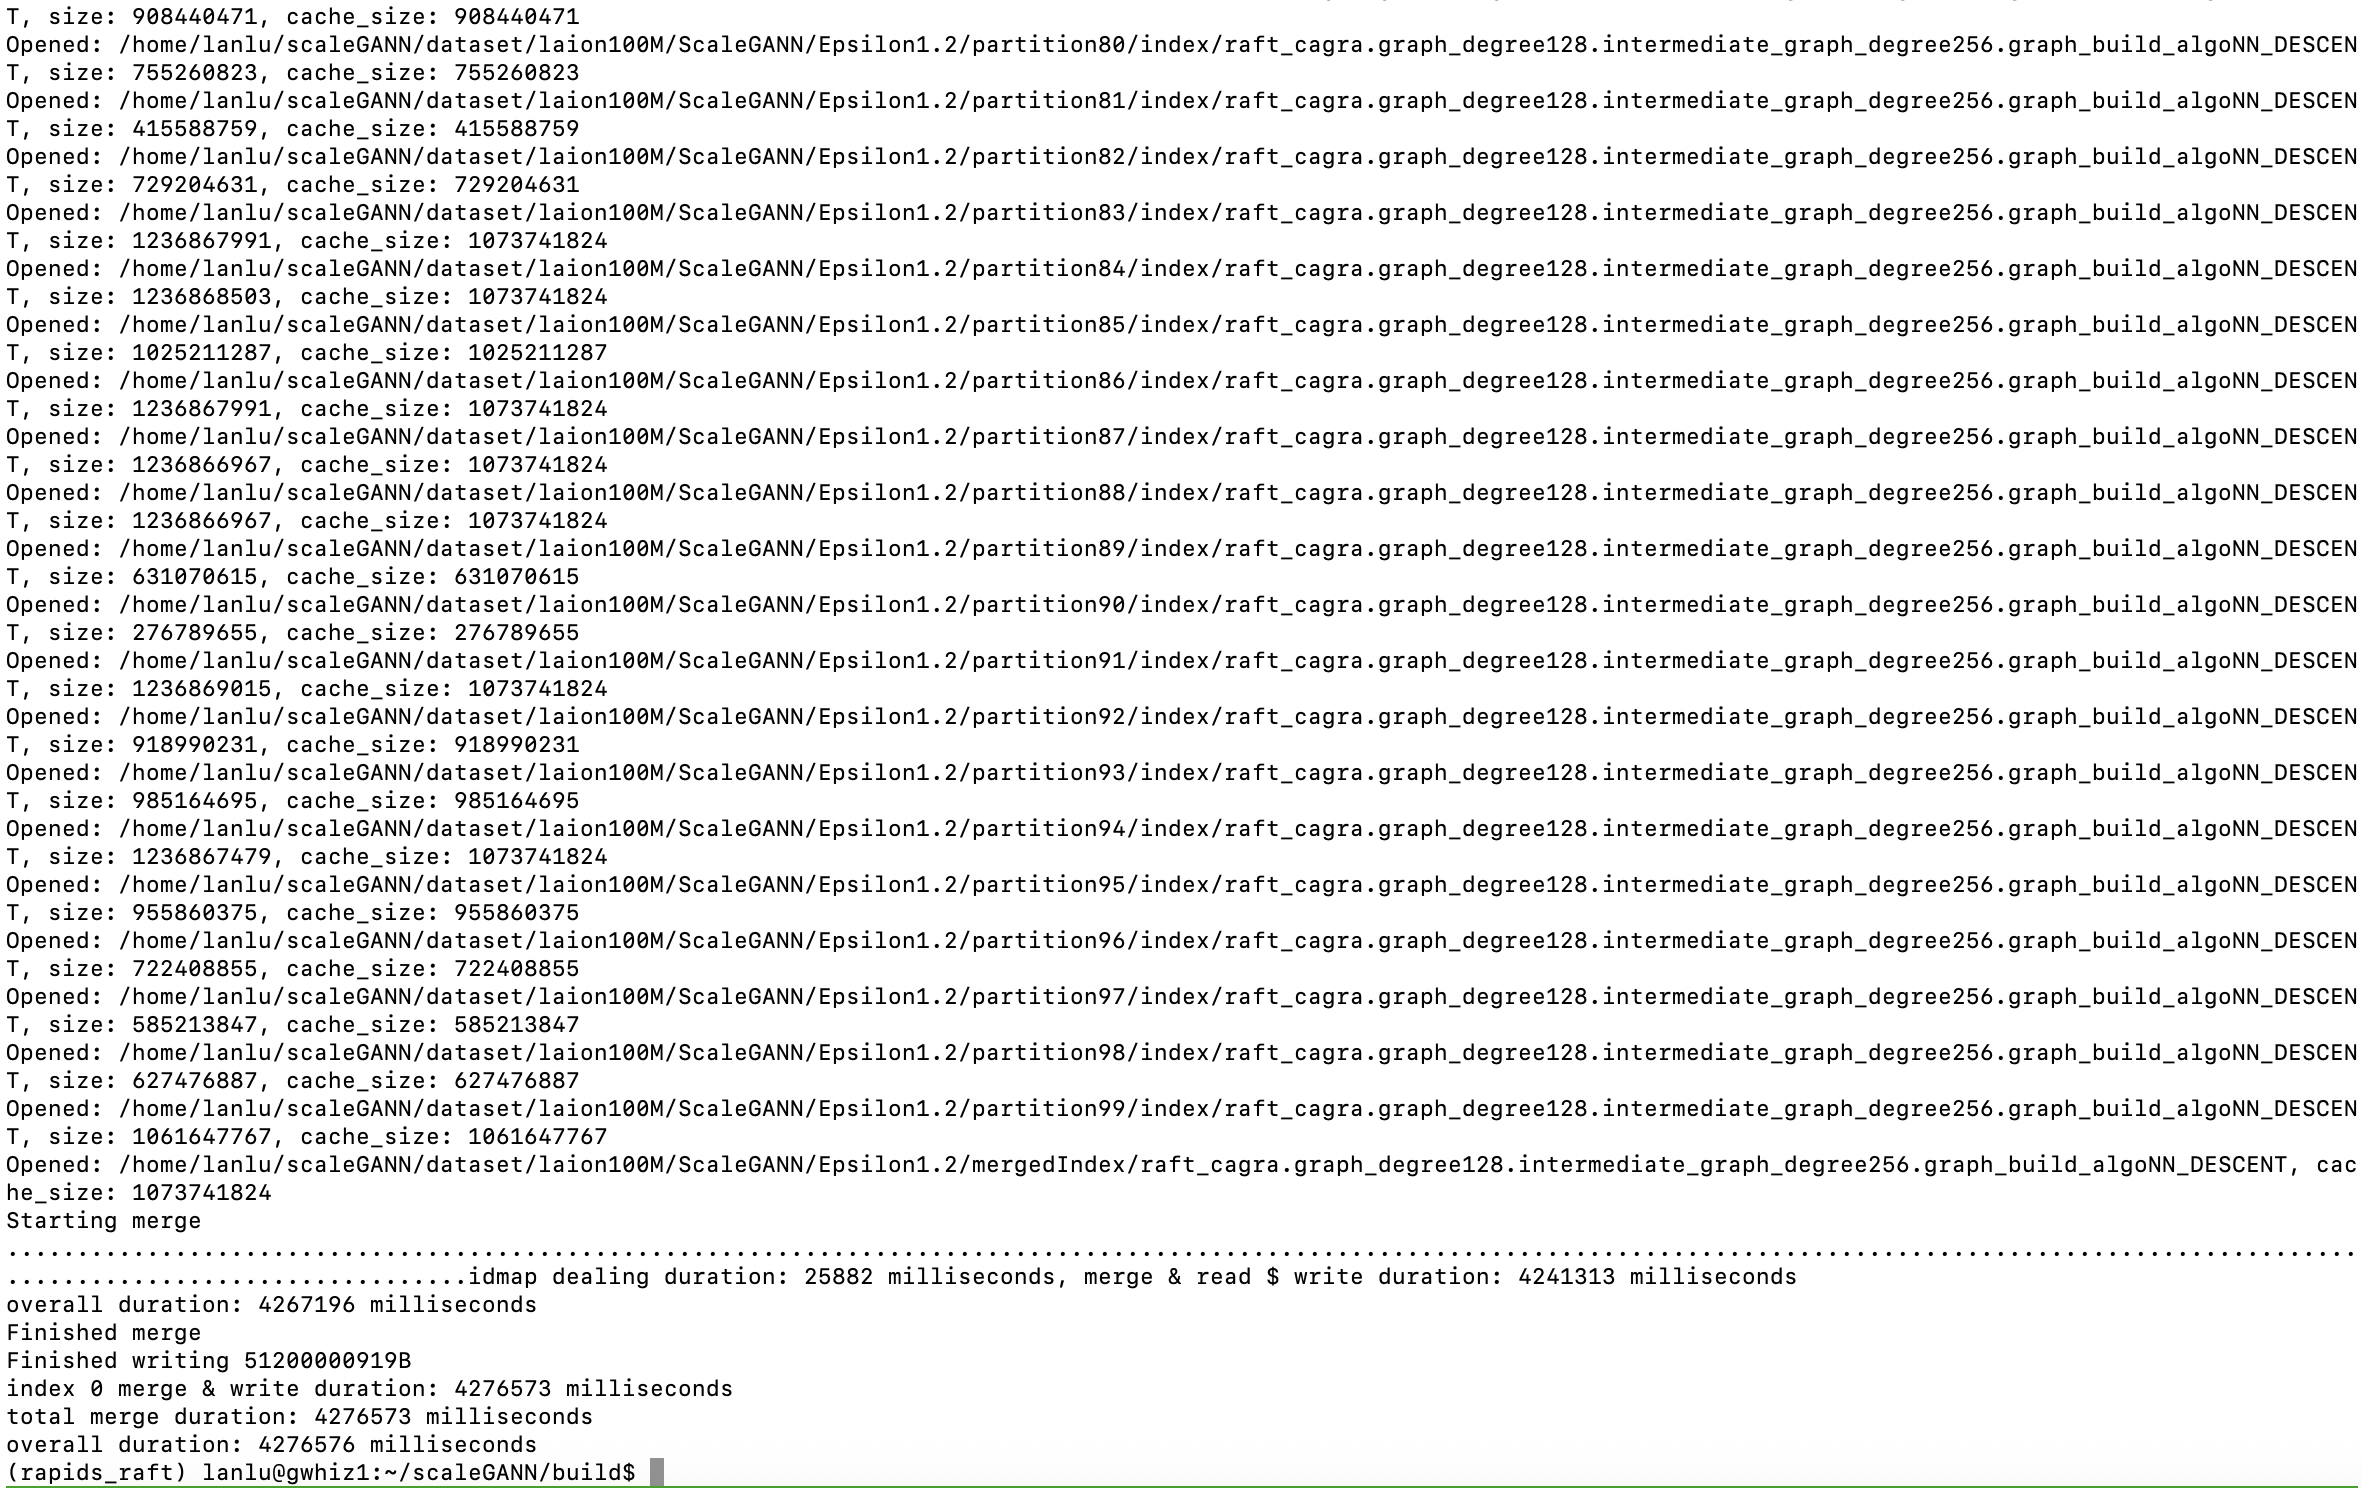 T, size: 908440471, cache_size: 908440471
Opened: /home/lanlu/scaleGANN/dataset/laion100M/ScaleGANN/Epsilon1.2/partition80/index/raft_cagra.graph_degree128.intermediate_graph_degree256.graph_build_algoNN_DESCEN
T, size: 755260823, cache_size: 755260823
Opened: /home/lanlu/scaleGANN/dataset/laion100M/ScaleGANN/Epsilon1.2/partition81/index/raft_cagra.graph_degree128.intermediate_graph_degree256.graph_build_algoNN_DESCEN
T, size: 415588759, cache_size: 415588759
Opened: /home/lanlu/scaleGANN/dataset/laion100M/ScaleGANN/Epsilon1.2/partition82/index/raft_cagra.graph_degree128.intermediate_graph_degree256.graph_build_algoNN_DESCEN
T, size: 729204631, cache_size: 729204631
Opened: /home/lanlu/scaleGANN/dataset/laion100M/ScaleGANN/Epsilon1.2/partition83/index/raft_cagra.graph_degree128.intermediate_graph_degree256.graph_build_algoNN_DESCEN
T, size: 1236867991, cache_size: 1073741824
Opened: /home/lanlu/scaleGANN/dataset/laion100M/ScaleGANN/Epsilon1.2/partition84/index/raft_cagra.graph_degree128.intermediate_graph_degree256.graph_build_algoNN_DESCEN
T, size: 1236868503, cache_size: 1073741824
Opened: /home/lanlu/scaleGANN/dataset/laion100M/ScaleGANN/Epsilon1.2/partition85/index/raft_cagra.graph_degree128.intermediate_graph_degree256.graph_build_algoNN_DESCEN
T, size: 1025211287, cache_size: 1025211287
Opened: /home/lanlu/scaleGANN/dataset/laion100M/ScaleGANN/Epsilon1.2/partition86/index/raft_cagra.graph_degree128.intermediate_graph_degree256.graph_build_algoNN_DESCEN
T, size: 1236867991, cache_size: 1073741824
Opened: /home/lanlu/scaleGANN/dataset/laion100M/ScaleGANN/Epsilon1.2/partition87/index/raft_cagra.graph_degree128.intermediate_graph_degree256.graph_build_algoNN_DESCEN
T, size: 1236866967, cache_size: 1073741824
Opened: /home/lanlu/scaleGANN/dataset/laion100M/ScaleGANN/Epsilon1.2/partition88/index/raft_cagra.graph_degree128.intermediate_graph_degree256.graph_build_algoNN_DESCEN
T, size: 1236866967, cache_size: 1073741824
Opened: /home/lanlu/scaleGANN/dataset/laion100M/ScaleGANN/Epsilon1.2/partition89/index/raft_cagra.graph_degree128.intermediate_graph_degree256.graph_build_algoNN_DESCEN
T, size: 631070615, cache_size: 631070615
Opened: /home/lanlu/scaleGANN/dataset/laion100M/ScaleGANN/Epsilon1.2/partition90/index/raft_cagra.graph_degree128.intermediate_graph_degree256.graph_build_algoNN_DESCEN
T, size: 276789655, cache_size: 276789655
Opened: /home/lanlu/scaleGANN/dataset/laion100M/ScaleGANN/Epsilon1.2/partition91/index/raft_cagra.graph_degree128.intermediate_graph_degree256.graph_build_algoNN_DESCEN
T, size: 1236869015, cache_size: 1073741824
Opened: /home/lanlu/scaleGANN/dataset/laion100M/ScaleGANN/Epsilon1.2/partition92/index/raft_cagra.graph_degree128.intermediate_graph_degree256.graph_build_algoNN_DESCEN
T, size: 918990231, cache_size: 918990231
Opened: /home/lanlu/scaleGANN/dataset/laion100M/ScaleGANN/Epsilon1.2/partition93/index/raft_cagra.graph_degree128.intermediate_graph_degree256.graph_build_algoNN_DESCEN
T, size: 985164695, cache_size: 985164695
Opened: /home/lanlu/scaleGANN/dataset/laion100M/ScaleGANN/Epsilon1.2/partition94/index/raft_cagra.graph_degree128.intermediate_graph_degree256.graph_build_algoNN_DESCEN
T, size: 1236867479, cache_size: 1073741824
Opened: /home/lanlu/scaleGANN/dataset/laion100M/ScaleGANN/Epsilon1.2/partition95/index/raft_cagra.graph_degree128.intermediate_graph_degree256.graph_build_algoNN_DESCEN
T, size: 955860375, cache_size: 955860375
Opened: /home/lanlu/scaleGANN/dataset/laion100M/ScaleGANN/Epsilon1.2/partition96/index/raft_cagra.graph_degree128.intermediate_graph_degree256.graph_build_algoNN_DESCEN
T, size: 722408855, cache_size: 722408855
Opened: /home/lanlu/scaleGANN/dataset/laion100M/ScaleGANN/Epsilon1.2/partition97/index/raft_cagra.graph_degree128.intermediate_graph_degree256.graph_build_algoNN_DESCEN
T, size: 585213847, cache_size: 585213847
Opened: /home/lanlu/scaleGANN/dataset/laion100M/ScaleGANN/Epsilon1.2/partition98/index/raft_cagra.graph_degree128.intermediate_graph_degree256.graph_build_algoNN_DESCEN
T, size: 627476887, cache_size: 627476887
Opened: /home/lanlu/scaleGANN/dataset/laion100M/ScaleGANN/Epsilon1.2/partition99/index/raft_cagra.graph_degree128.intermediate_graph_degree256.graph_build_algoNN_DESCEN
T, size: 1061647767, cache_size: 1061647767
Opened: /home/lanlu/scaleGANN/dataset/laion100M/ScaleGANN/Epsilon1.2/mergedIndex/raft_cagra.graph_degree128.intermediate_graph_degree256.graph_build_algoNN_DESCENT, cac
he_size: 1073741824
Starting merge
........................................................................................................................................................................
.................................idmap dealing duration: 25882 milliseconds, merge & read $ write duration: 4241313 milliseconds
overall duration: 4267196 milliseconds
Finished merge
Finished writing 51200000919B
index 0 merge & write duration: 4276573 milliseconds
total merge duration: 4276573 milliseconds
overall duration: 4276576 milliseconds
(rapids_raft) lanlu@gwhiz1:~/scaleGANN/build$